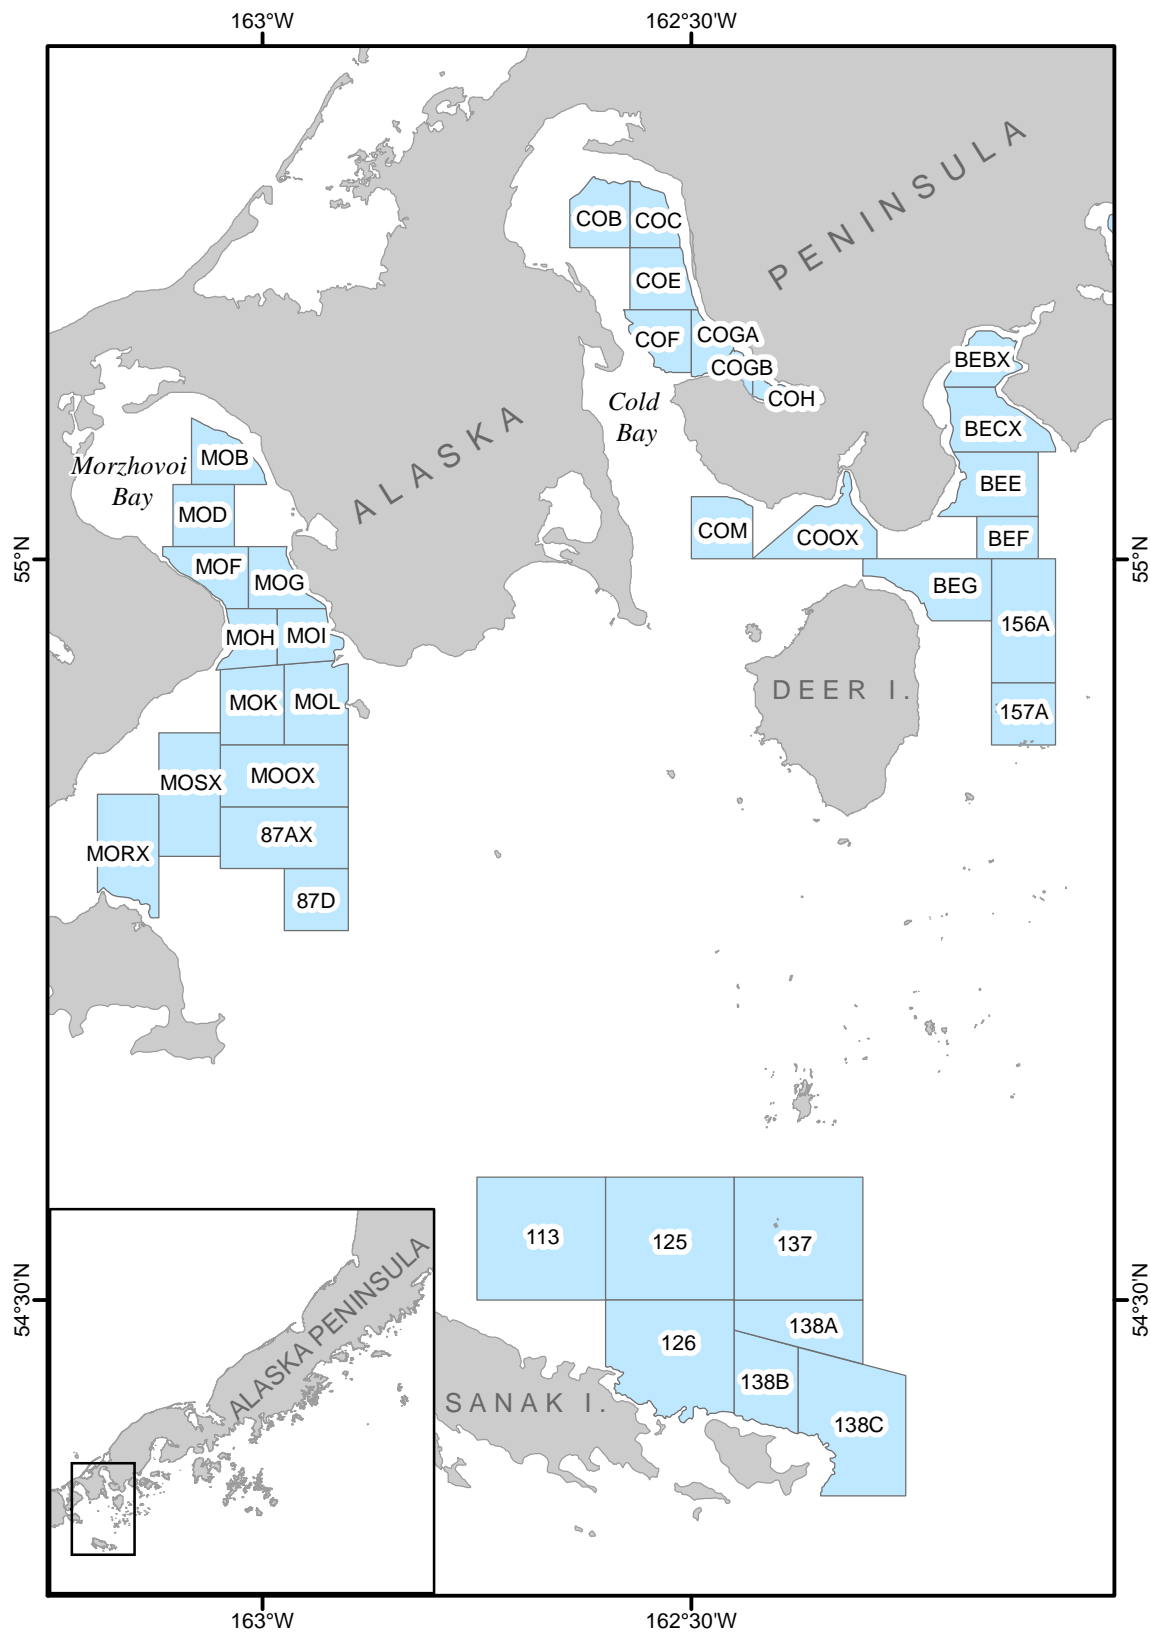 163°W
162°30'W
PENINSULA
COB
COC
COE
COF
COGA
COGB
COH
Cold
Bay
BEBX
BECX
BEE
BEF
BEG
ALASKA
MOB
Morzhovoi
Bay
MOD
COM
COOX
55°N
55°N
MOF
MOG
MOH
MOI
156A
MOK
MOL
DEER I.
157A
MOSX
MOOX
MORX
87AX
87D
113
125
137
54°30'N
54°30'N
126
138A
138B
138C
SANAK I.
ALASKA PENINSULA
163°W
162°30'W